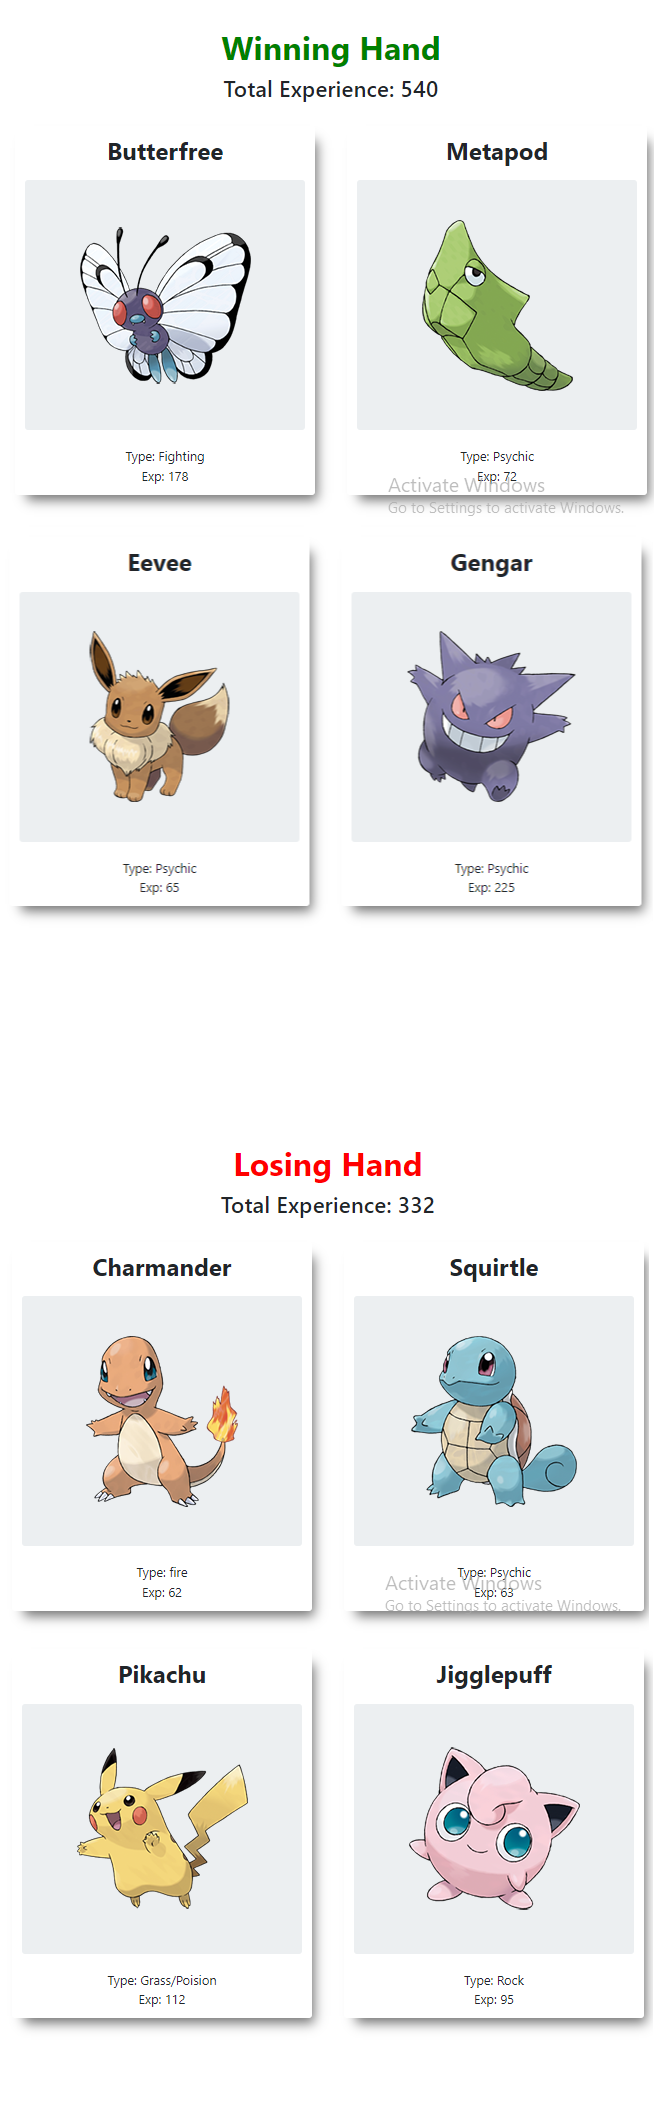 Winning Hand
Total Experience: 540
Butterfree
Metapod
Type: Fighting
Exp: 178
Type: Psychic
Exp: 72
Activate Windows
Go to Settings to activate Windows.
Eevee
Gengar
Type: Psychic
Exp: 65
Type: Psychic
Exp: 225
Losing Hand
Total Experience: 332
Charmander
Squirtle
Type: fire
Exp: 62
Type: Psychic
Exp: 63
Activate Windows
Go to Settings to activate Windows.
Pikachu
Jigglepuff
Type: Grass/Poision
Exp: 112
Type: Rock
Exp: 95